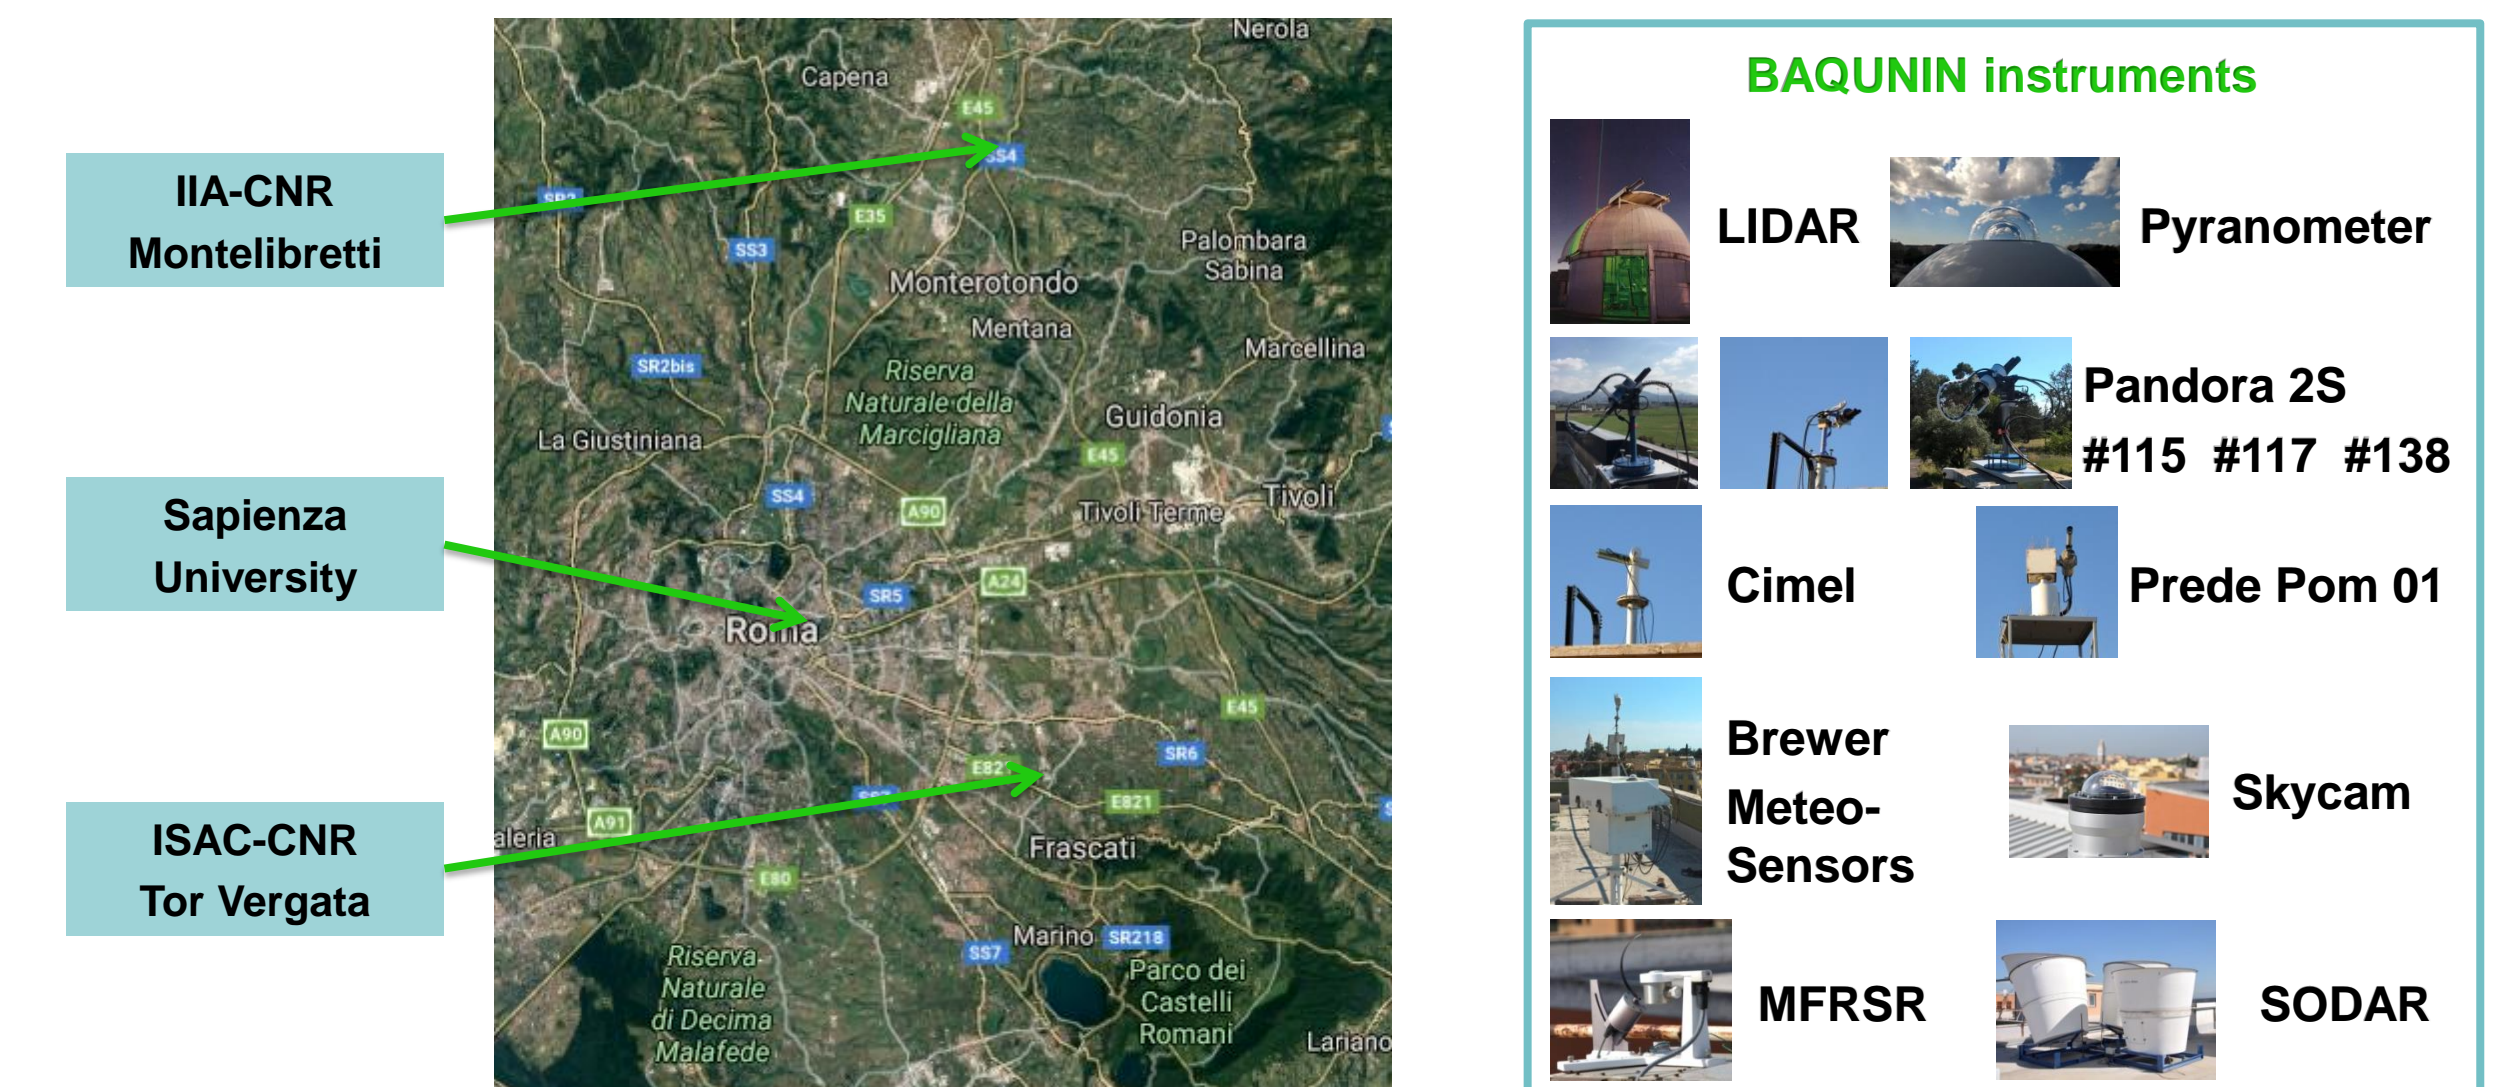 IIA-CNR
Montelibretti
Sapienza
University
ISAC-CNR
Tor Vergata
Nerola
Capena
E45
SS4
SR2
E35
SS3
Palombara
Sabina
Monterotondo
Mentana
Marcellina
SR2bis
Riserva
Naturale della
Marcigliana
Guidonia
La Giustiniana
E45
SS4
A90
Tivoli
Tivoli Terme
A24
SR5
Roma
E45
A90
SR6
E821
E821
A91
aleria
Frascati
E80
Marino
SR218
SS7
Riserva
Naturale
di Decima
Malafede
Parco dei
Castelli
Romani
Lariano
BAQUNIN instruments
LIDAR
Pyranometer
Pandora 2S
#115 #117 #138
Cimel
Prede Pom 01
Brewer
Meteo-
Sensors
Skycam
MFRSR
SODAR